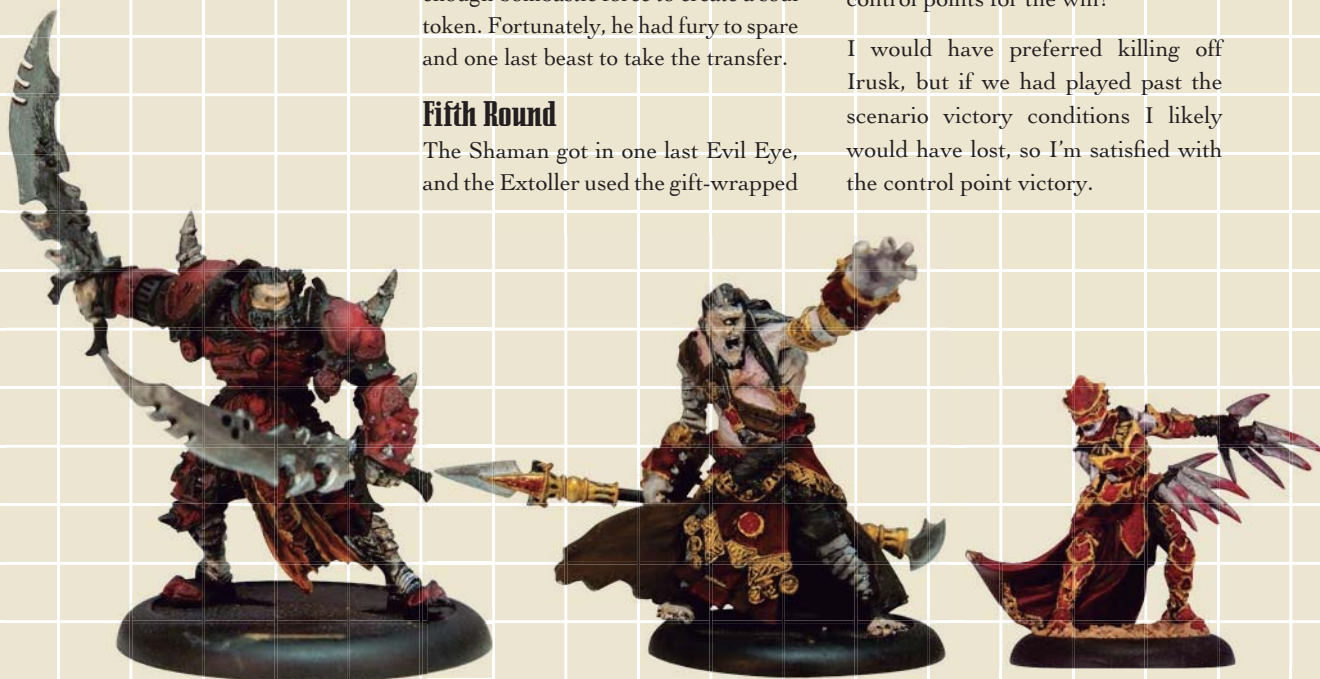 enough bombastic force to create a soul
token. Fortunately, he had fury to spare
and one last beast to take the transfer.
Fifth Round
The Shaman got in one last Evil Eye,
and the Extoller used the gift-wrapped
control points for the win!
I would have preferred killing off
Irusk, but if we had played past the
scenario victory conditions I likely
would have lost, so I'm satisfied with
the control point victory.